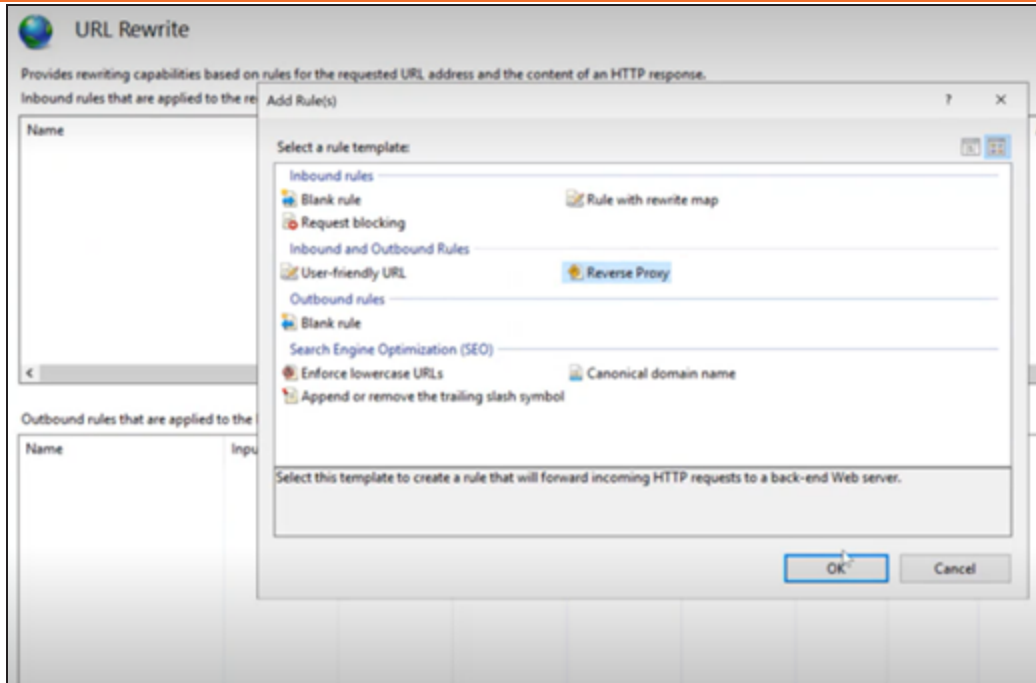 URL Rewrite
Provides rewriting capabilities based on rules for the requested URL address and the content of an HTTP response.
Inbound rules that are applied to the re
Add Rule(s)
?
Name
Select a rule template:
Inbound rules
Blank rule
Rule with rewrite map
Request blocking
Inbound and Outbound Rules
User-friendly URL
Reverse Proxy
Outbound rules
Blank rule
Search Engine Optimization (SEO)
Enforce lowercase URLs
Canonical domain name
Append or remove the trailing slash symbol
Outbound rules that are applied to the
Name
Inpu
Select this template to create a rule that will forward incoming HTTP requests to a back-end Web server.
OK
Cancel